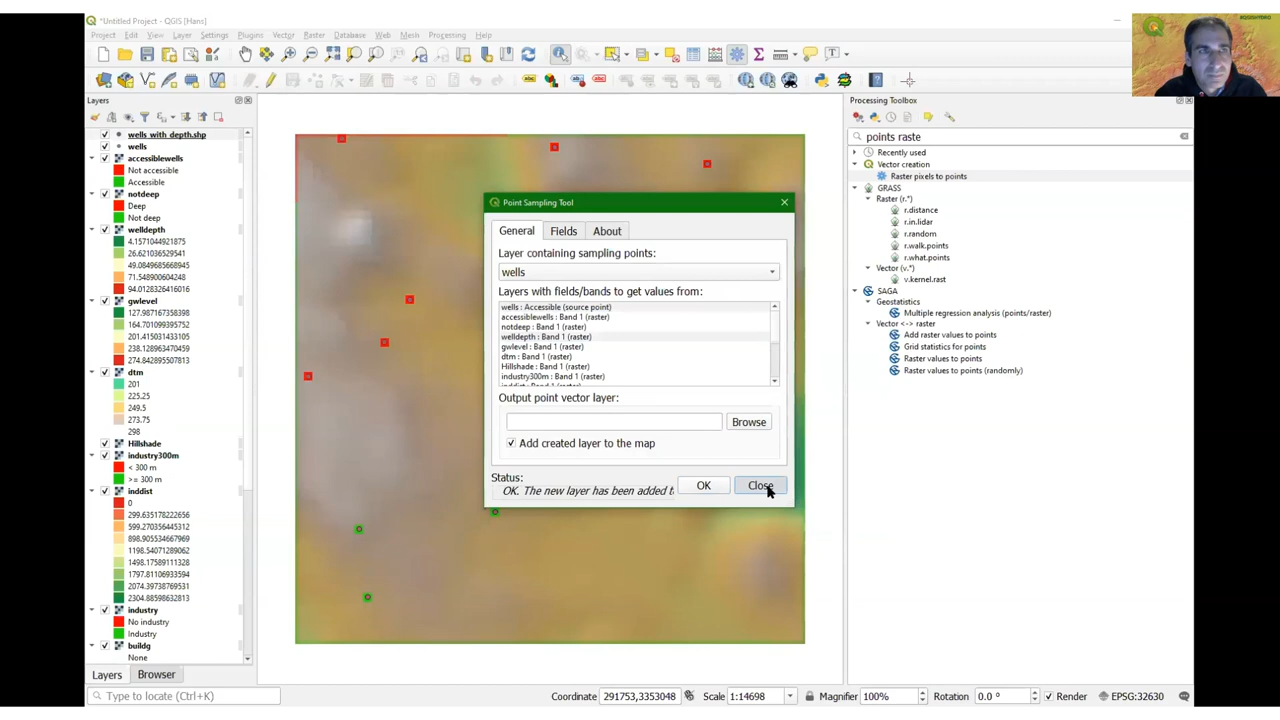 *Untitled Project - QGIS [Hans]
Project Edit View Layer Settings Plugins Vector Raster Database Web Mesh Processing Help
Layers
wells with depth.shp
wells
accessiblewells
Not accessible
Accessible
notdeep
Deep
Not deep
welldepth
4.1571044921875
26.621036529541
49.0849685668945
71.548900604248
94.0128326416016
gwlevel
127.987167358398
164.701099395752
201.415031433105
238.128963470459
274.842895507813
dtm
201
225.25
249.5
273.75
298
Hillshade
industry300m
< 300 m
>= 300 m
inddist
0
299.635178222656
599.270356445312
898.905534667969
1198.54071289062
1498.17589111328
1797.81106933594
2074.39738769531
2304.88598632813
industry
No industry
Industry
buildg
None
Layers Browser
Point Sampling Tool
General Fields About
Layer containing sampling points:
wells
Layers with fields/bands to get values from:
wells : Accessible (source point)
accessiblewells : Band 1 (raster)
notdeep : Band 1 (raster)
welldepth : Band 1 (raster)
gwlevel : Band 1 (raster)
dtm : Band 1 (raster)
Hillshade : Band 1 (raster)
industry300m : Band 1 (raster)
Output point vector layer:
Browse
Add created layer to the map
Status:
OK. The new layer has been added t
OK Close
Processing Toolbox
points raste
Recently used
Vector creation
Raster pixels to points
GRASS
Raster (r.*)
r.distance
r.in.lidar
r.random
r.walk.points
r.what.points
Vector (v.*)
v.kernel.rast
SAGA
Geostatistics
Multiple regression analysis (points/raster)
Vector <-> raster
Add raster values to points
Grid statistics for points
Raster values to points
Raster values to points (randomly)
Type to locate (Ctrl+K)
Coordinate 291753,3353048 Scale 1:14698 Magnifier 100% Rotation 0.0 ° Render EPSG:32630